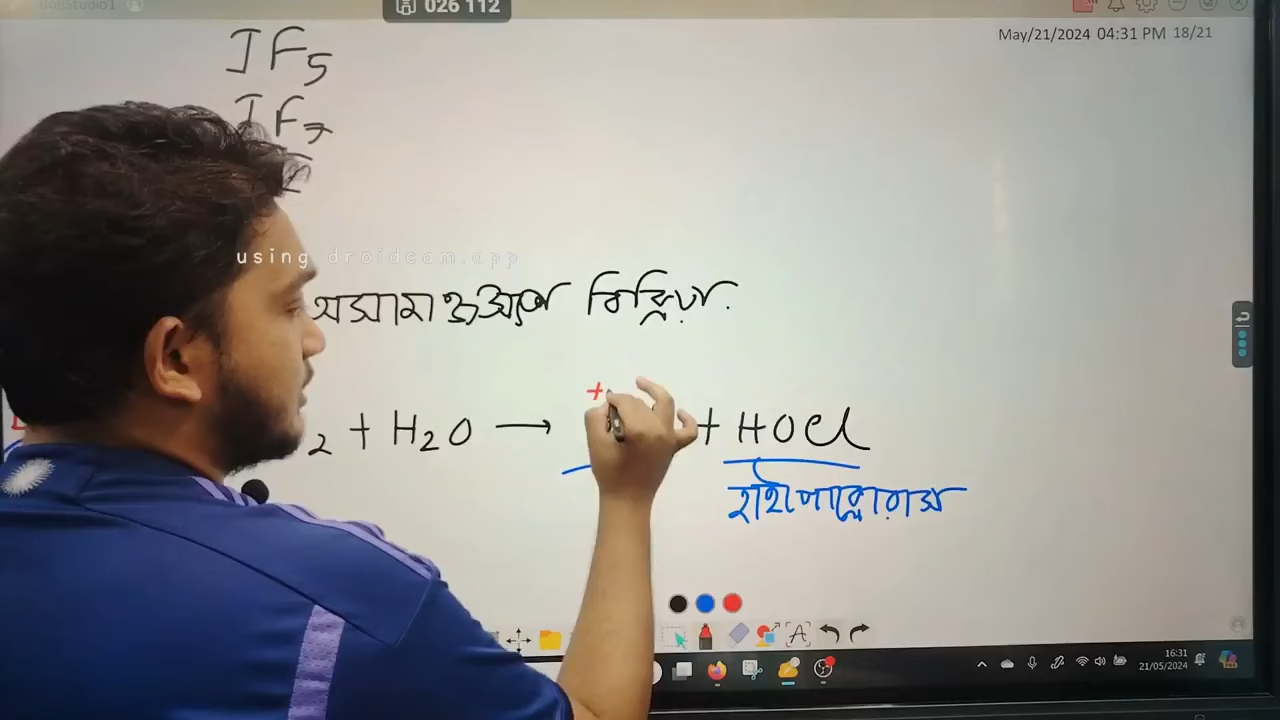 026 112
May/21/2024 04:31 PM 18/21
IF5
IF7
using droidcam.app
অসামঞ্জস্য বিক্রিয়া.
2 + H2O → + HOCl
হাইপোক্লোরাস
16:31
21/05/2024